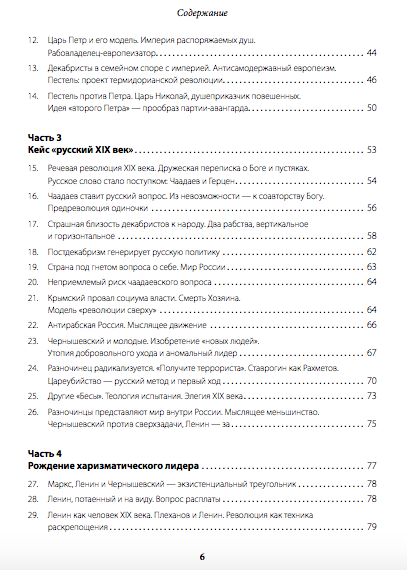 Содержание
12. Царь Петр и его модель. Империя распоряжаемых душ.
Рабовладелец-европеизатор. 44
13. Декабристы в семейном споре с империей. Антисамодержавный европеизм.
Пестель: проект термидорианской революции. 46
14. Пестель против Петра. Царь Николай, душеприказчик повешенных.
Идея «второго Петра» — прообраз партии-авангарда. 50
Часть 3
Кейс «русский XIX век» 53
15. Речевая революция XIX века. Дружеская переписка о Боге и пустяках.
Русское слово стало поступком: Чаадаев и Герцен. 54
16. Чаадаев ставит русский вопрос. Из невозможности — к соавторству Богу.
Предреволюция одиночки 56
17. Страшная близость декабристов к народу. Два рабства, вертикальное
и горизонтальное 58
18. Постдекабризм генерирует русскую политику 62
19. Страна под гнетом вопроса о себе. Мир России 63
20. Неприемлемый риск чаадаевского вопроса 64
21. Крымский провал социума власти. Смерть Хозяина.
Модель «революции сверху» 64
22. Антирабская Россия. Мыслящее движение 66
23. Чернышевский и молодые. Изобретение «новых людей».
Утопия добровольного ухода и аномальный лидер 67
24. Разночинец радикализуется. «Получите террориста». Ставрогин как Рахметов.
Цареубийство — русский метод и первый ход 70
25. Другие «Бесы». Теология испытания. Элегия XIX века 73
26. Разночинцы представляют мир внутри России. Мыслящее меньшинство.
Чернышевский против сверхзадачи, Ленин — за 75
Часть 4
Рождение харизматического лидера 77
27. Маркс, Ленин и Чернышевский — экзистенциальный треугольник 78
28. Ленин, потаенный и на виду. Вопрос расплаты 78
29. Ленин как человек XIX века. Плеханов и Ленин. Революция как техника
раскрепощения 79
6